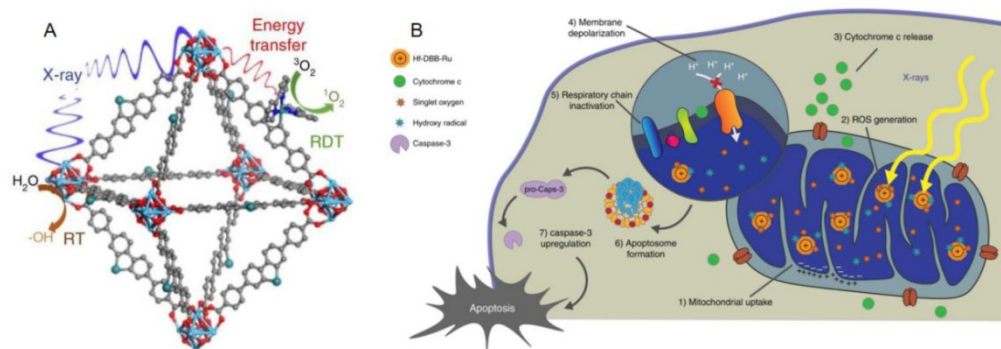 A
X-ray
Energy
transfer
³O₂
¹O₂
RDT
H₂O
-OH
RT
B
Hf-DBB-Ru
Cytochrome c
Singlet oxygen
Hydroxy radical
Caspase-3
4) Membrane
depolarization
H⁺ H⁺ H⁺ H⁺
5) Respiratory chain
inactivation
3) Cytochrome c release
X-rays
2) ROS generation
pro-Caps-3
7) caspase-3
upregulation
6) Apoptosome
formation
1) Mitochondrial uptake
Apoptosis